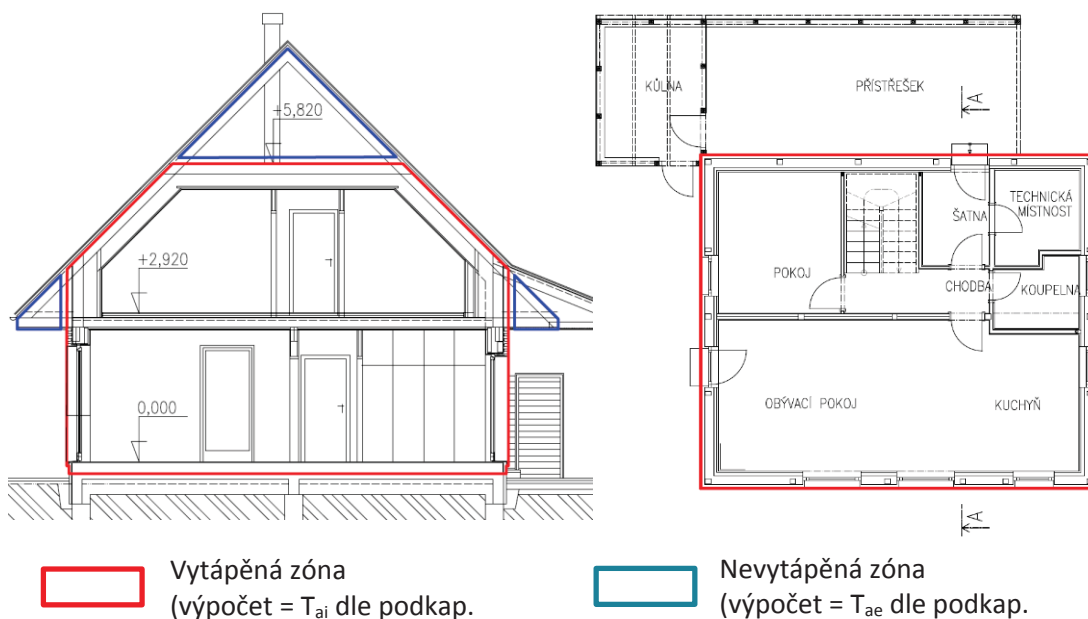 +5,820
+2,920
0,000
KŮLNA
PŘÍSTŘEŠEK
A
ŠATNA
TECHNICKÁ
MÍSTNOST
POKOJ
CHODBA
KOUPELNA
OBÝVACÍ POKOJ
KUCHYŇ
A
Vytápěná zóna
(výpočet = Tai dle podkap.
Nevytápěná zóna
(výpočet = Tae dle podkap.